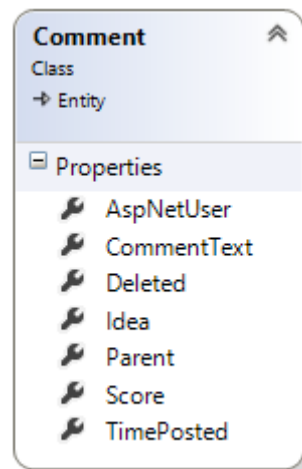 Comment
Class
Entity
Properties
AspNetUser
CommentText
Deleted
Idea
Parent
Score
TimePosted